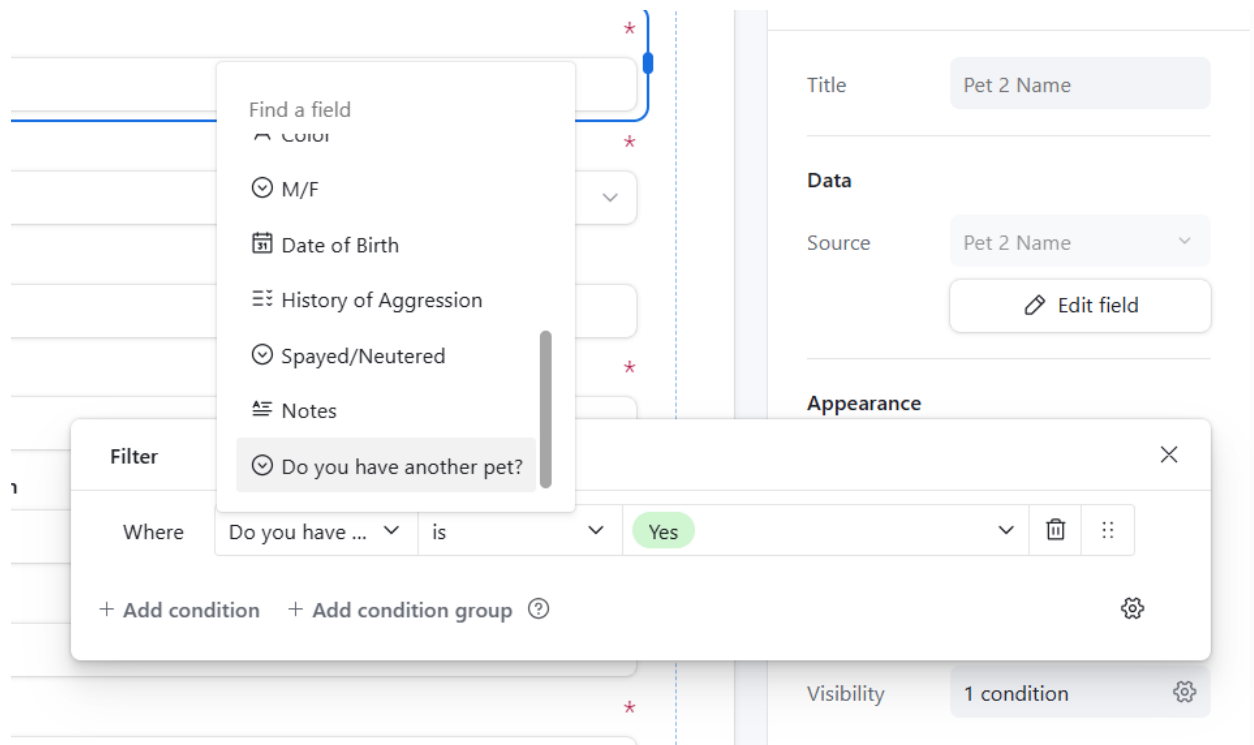 *
Title
Pet 2 Name
Find a field
Color
*
M/F
Data
Date of Birth
Source
Pet 2 Name
History of Aggression
Edit field
Spayed/Neutered
*
Appearance
Notes
Filter
Do you have another pet?
n
Where
Do you have ...
is
Yes
+ Add condition
+ Add condition group
?
Visibility
1 condition
*